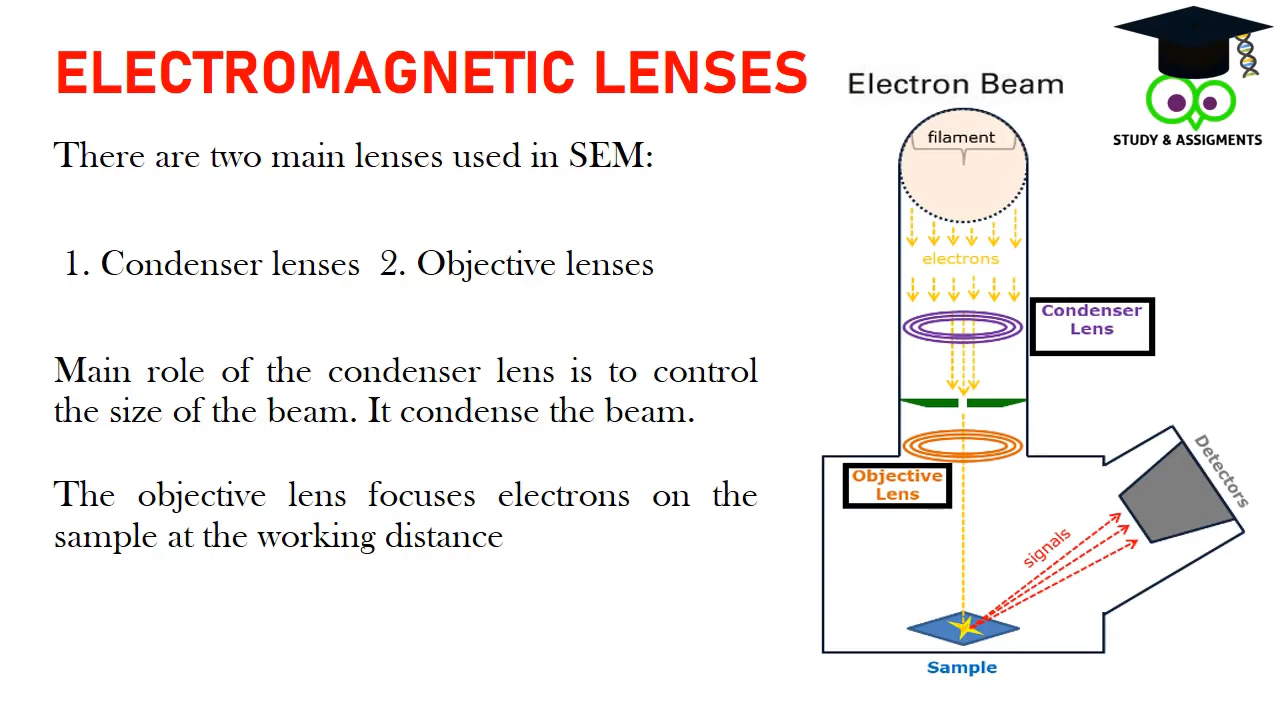 ELECTROMAGNETIC LENSES
There are two main lenses used in SEM:
1. Condenser lenses 2. Objective lenses
Main role of the condenser lens is to control
the size of the beam. It condense the beam.
The objective lens focuses electrons on the
sample at the working distance
Electron Beam
filament
electrons
Condenser
Lens
Objective
Lens
Detectors
signals
Sample
STUDY & ASSIGMENTS